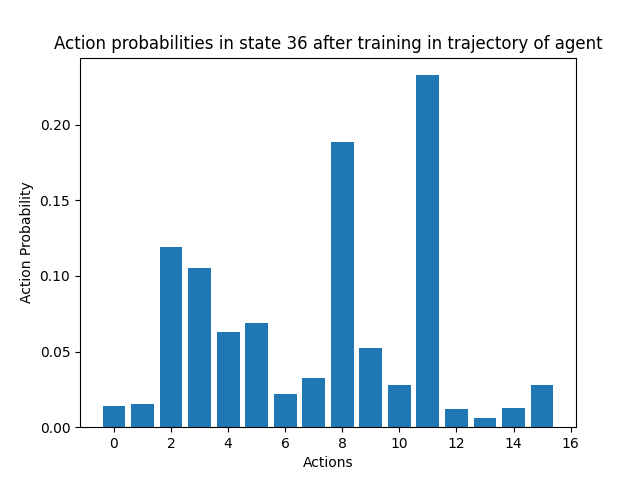 Action probabilities in state 36 after training in trajectory of agent
Action Probability
0.20
0.15
0.10
0.05
0.00
0 2 4 6 8 10 12 14 16
Actions